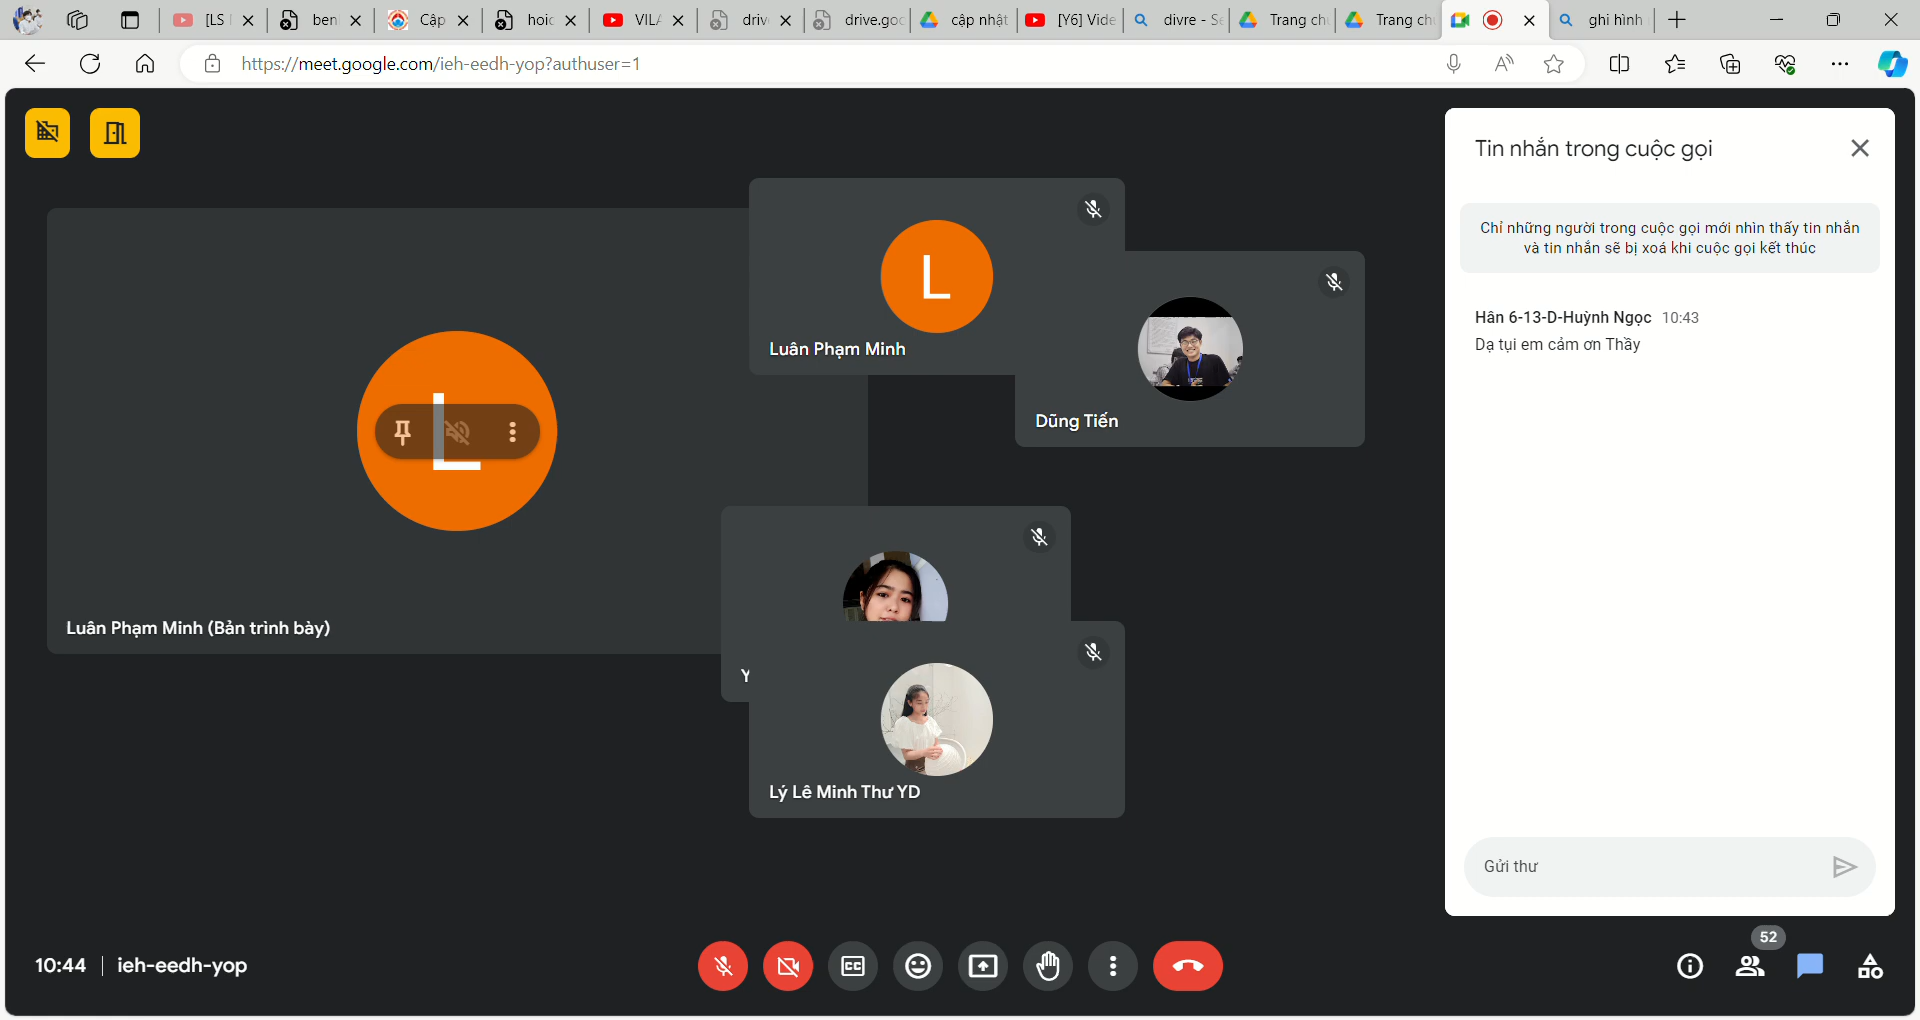 [LS
ben
Cập
hoic
VILA
driv
drive.goc
cập nhật
[Y6] Vide
divre - Se
Trang ch
Trang ch
ghi hình
https://meet.google.com/ieh-eedh-yop?authuser=1
Tin nhắn trong cuộc gọi
Chỉ những người trong cuộc gọi mới nhìn thấy tin nhắn
và tin nhắn sẽ bị xoá khi cuộc gọi kết thúc
Hân 6-13-D-Huỳnh Ngọc 10:43
Dạ tụi em cảm ơn Thầy
L
Luân Phạm Minh
Dũng Tiến
L
Luân Phạm Minh (Bản trình bày)
Y
Lý Lê Minh Thư YD
Gửi thư
10:44 | ieh-eedh-yop
CC
52